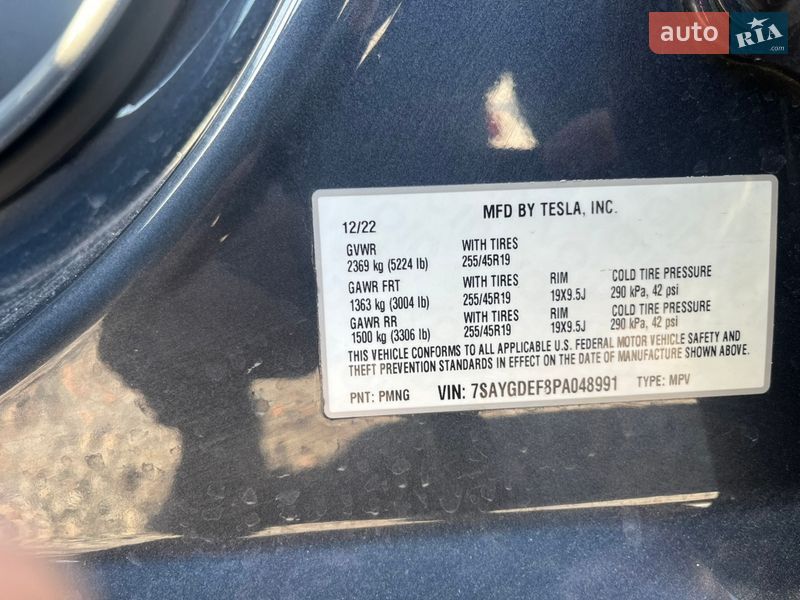 auto RIA .com
MFD BY TESLA, INC.
12/22
GVWR WITH TIRES
2369 kg (5224 lb) 255/45R19
GAWR FRT WITH TIRES RIM COLD TIRE PRESSURE
1363 kg (3004 lb) 255/45R19 19X9.5J 290 kPa, 42 psi
GAWR RR WITH TIRES RIM COLD TIRE PRESSURE
1500 kg (3306 lb) 255/45R19 19X9.5J 290 kPa, 42 psi
THIS VEHICLE CONFORMS TO ALL APPLICABLE U.S. FEDERAL MOTOR VEHICLE SAFETY AND
THEFT PREVENTION STANDARDS IN EFFECT ON THE DATE OF MANUFACTURE SHOWN ABOVE.
PNT: PMNG VIN: 7SAYGDEF8PA048991 TYPE: MPV